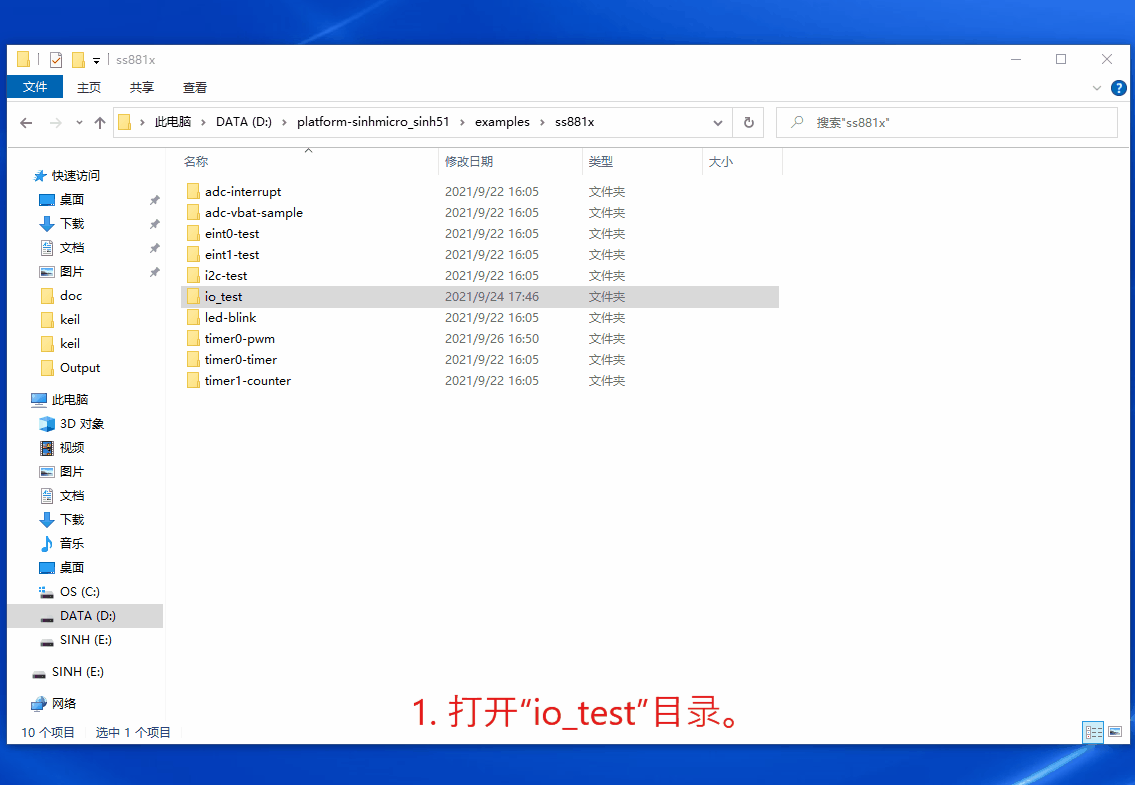 ss881x
文件 主页 共享 查看
此电脑 DATA (D:) platform-sinhmicro_sinh51 examples ss881x
搜索"ss881x"
快速访问
桌面
下载
文档
图片
doc
keil
keil
Output
此电脑
3D 对象
视频
图片
文档
下载
音乐
桌面
OS (C:)
DATA (D:)
SINH (E:)
SINH (E:)
网络
名称 修改日期 类型 大小
adc-interrupt 2021/9/22 16:05 文件夹
adc-vbat-sample 2021/9/22 16:05 文件夹
eint0-test 2021/9/22 16:05 文件夹
eint1-test 2021/9/22 16:05 文件夹
i2c-test 2021/9/22 16:05 文件夹
io_test 2021/9/24 17:46 文件夹
led-blink 2021/9/22 16:05 文件夹
timer0-pwm 2021/9/26 16:50 文件夹
timer0-timer 2021/9/22 16:05 文件夹
timer1-counter 2021/9/22 16:05 文件夹
1. 打开“io_test”目录。
10 个项目 选中 1 个项目